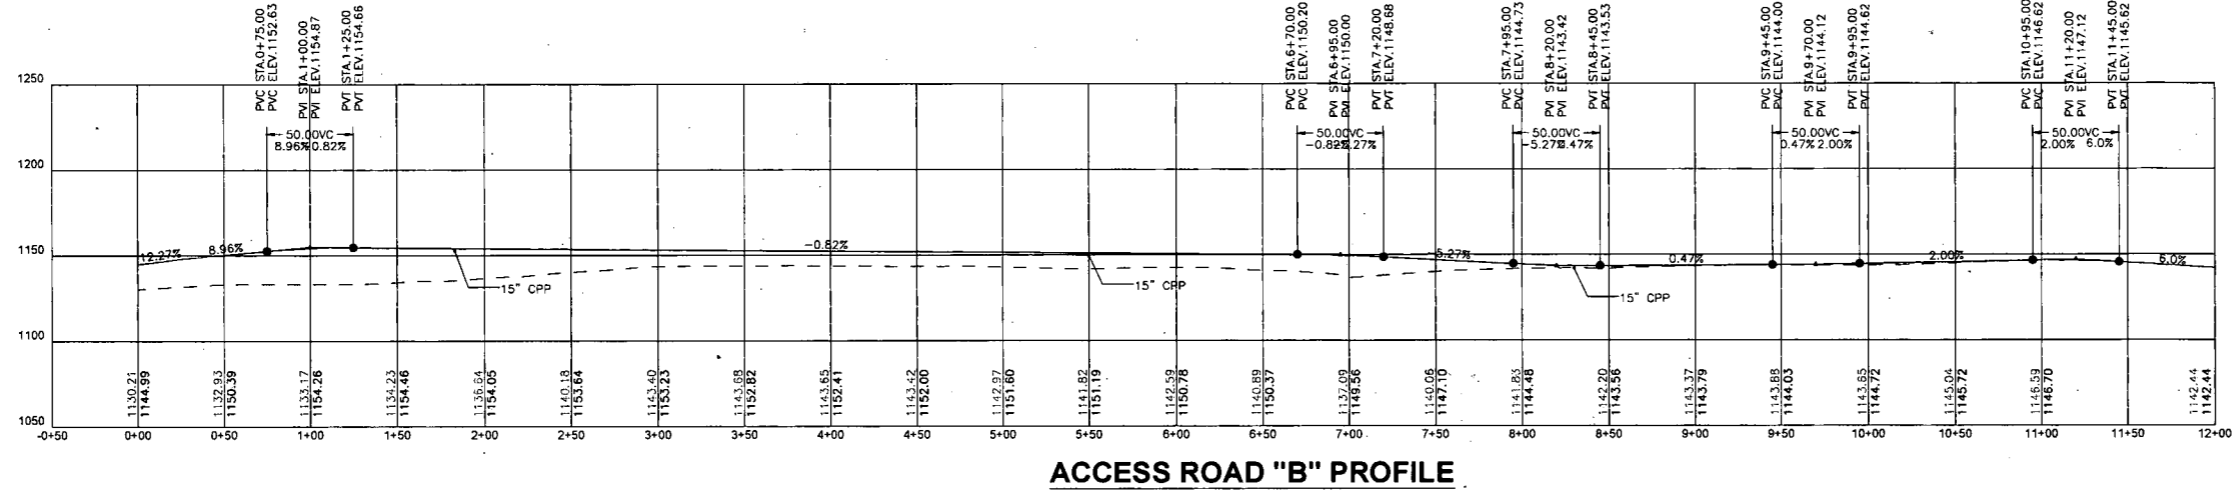 PVC STA.0+75.00
PVC ELEV.1152.63
PVI STA.1+00.00
PVI ELEV.1154.87
PVT STA.1+25.00
PVT ELEV.1154.66
PVC STA.6+70.00
PVC ELEV.1150.20
PVI STA.6+95.00
PVI ELEV.1150.00
PVT STA.7+20.00
PVT ELEV.1148.68
PVC STA.7+95.00
PVC ELEV.1144.73
PVI STA.8+20.00
PVI ELEV.1143.42
PVT STA.8+45.00
PVT ELEV.1143.53
PVC STA.9+45.00
PVC ELEV.1144.00
PVI STA.9+70.00
PVI ELEV.1144.12
PVT STA.9+95.00
PVT ELEV.1144.62
PVC STA.10+95.00
PVC ELEV.1146.62
PVI STA.11+20.00
PVI ELEV.1147.12
PVT STA.11+45.00
PVT ELEV.1145.62
1250
50.00VC 50.00VC 50.00VC 50.00VC 50.00VC
8.96% 0.82% -0.82% 5.27% -5.27% 0.47% 0.47% 2.00% 2.00% 6.0%
1200
1150
12.27% 8.96% -0.82% 5.27% 0.47% 2.00% 6.0%
15" CPP 15" CPP 15" CPP
1100
1130.21
1144.99
1132.93
1150.39
1133.17
1154.26
1134.23
1154.46
1136.64
1154.05
1140.18
1153.64
1143.40
1153.23
1143.68
1152.82
1143.65
1152.41
1143.42
1152.00
1142.97
1151.60
1141.82
1151.19
1142.59
1150.78
1140.89
1150.37
1137.09
1149.56
1140.06
1147.10
1141.83
1144.48
1142.20
1143.56
1143.37
1143.79
1143.88
1144.03
1143.65
1144.72
1145.04
1145.72
1146.59
1146.70
1142.44
1142.44
1050
-0+50 0+00 0+50 1+00 1+50 2+00 2+50 3+00 3+50 4+00 4+50 5+00 5+50 6+00 6+50 7+00 7+50 8+00 8+50 9+00 9+50 10+00 10+50 11+00 11+50 12+00
ACCESS ROAD "B" PROFILE